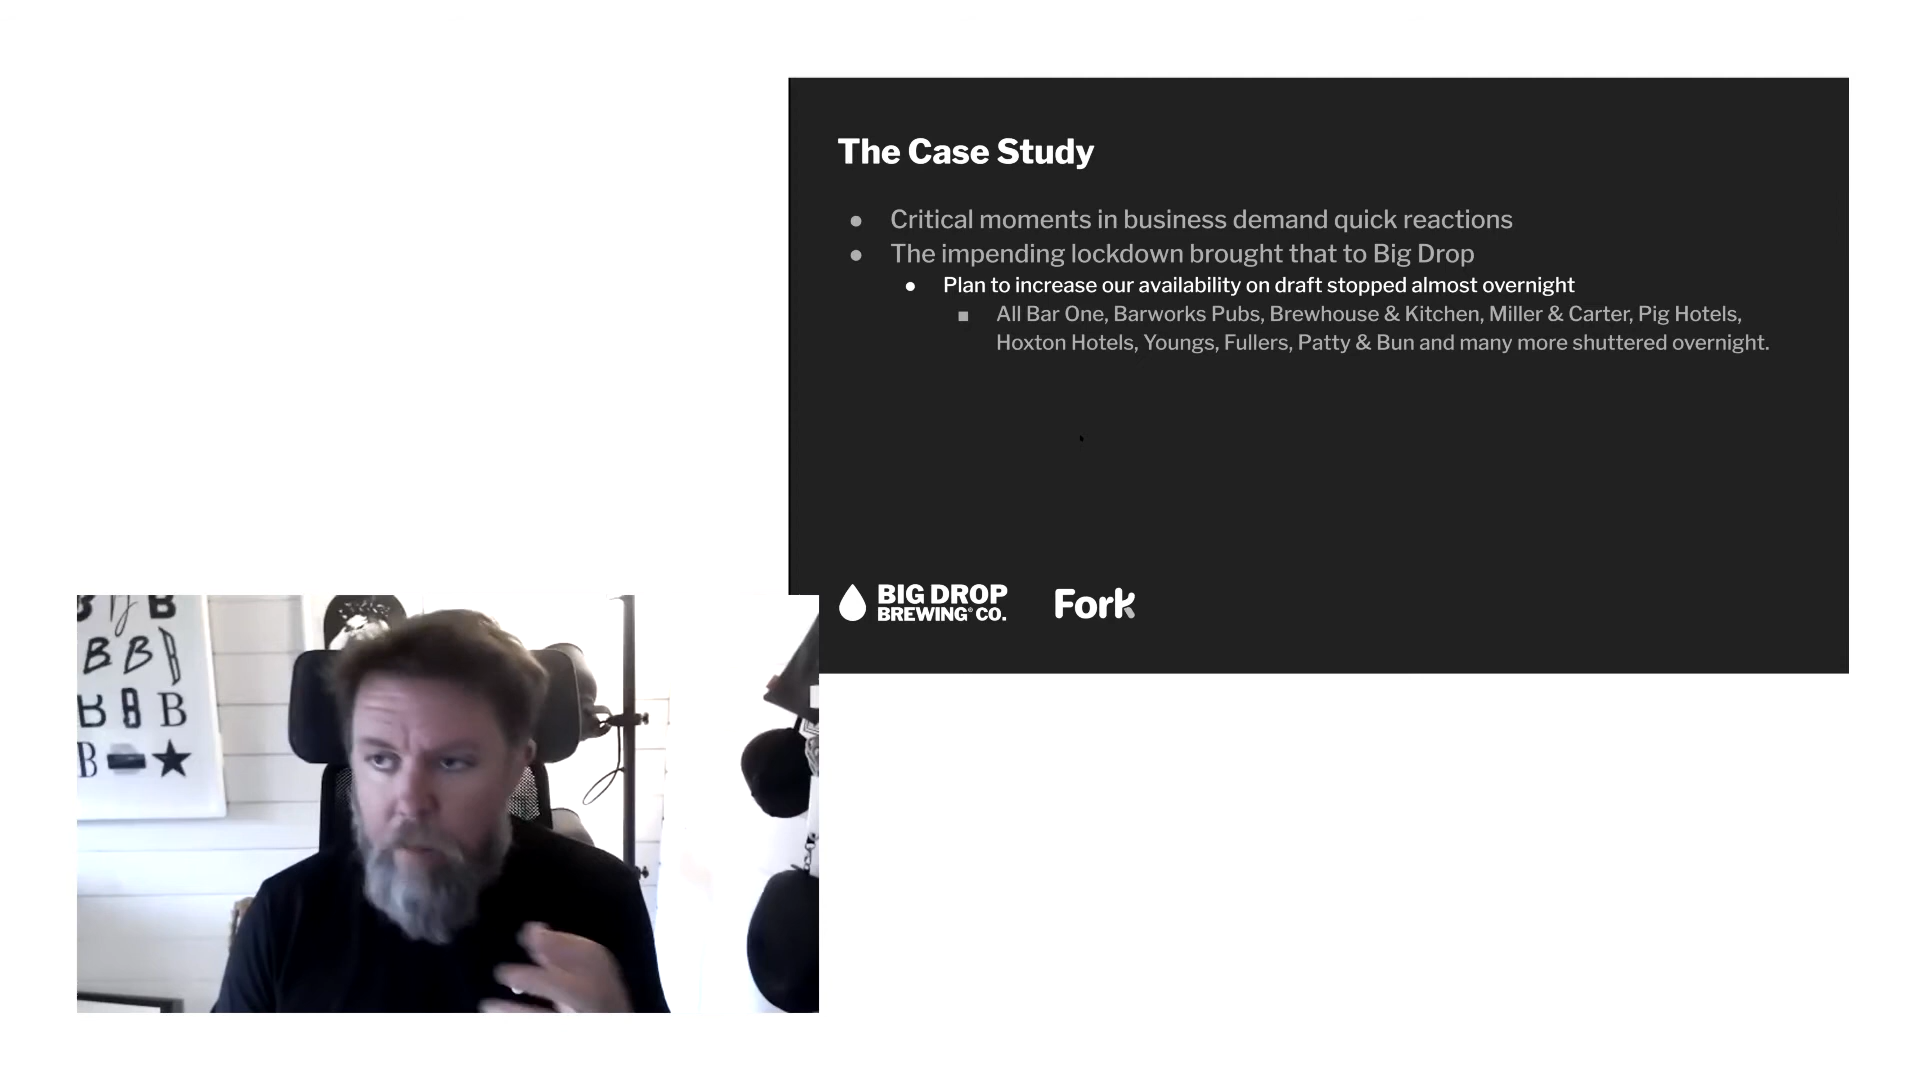 The Case Study
● Critical moments in business demand quick reactions
● The impending lockdown brought that to Big Drop
● Plan to increase our availability on draft stopped almost overnight
■ All Bar One, Barworks Pubs, Brewhouse & Kitchen, Miller & Carter, Pig Hotels,
Hoxton Hotels, Youngs, Fullers, Patty & Bun and many more shuttered overnight.
BIG DROP
BREWING® CO.
Fork
B B
B B
B